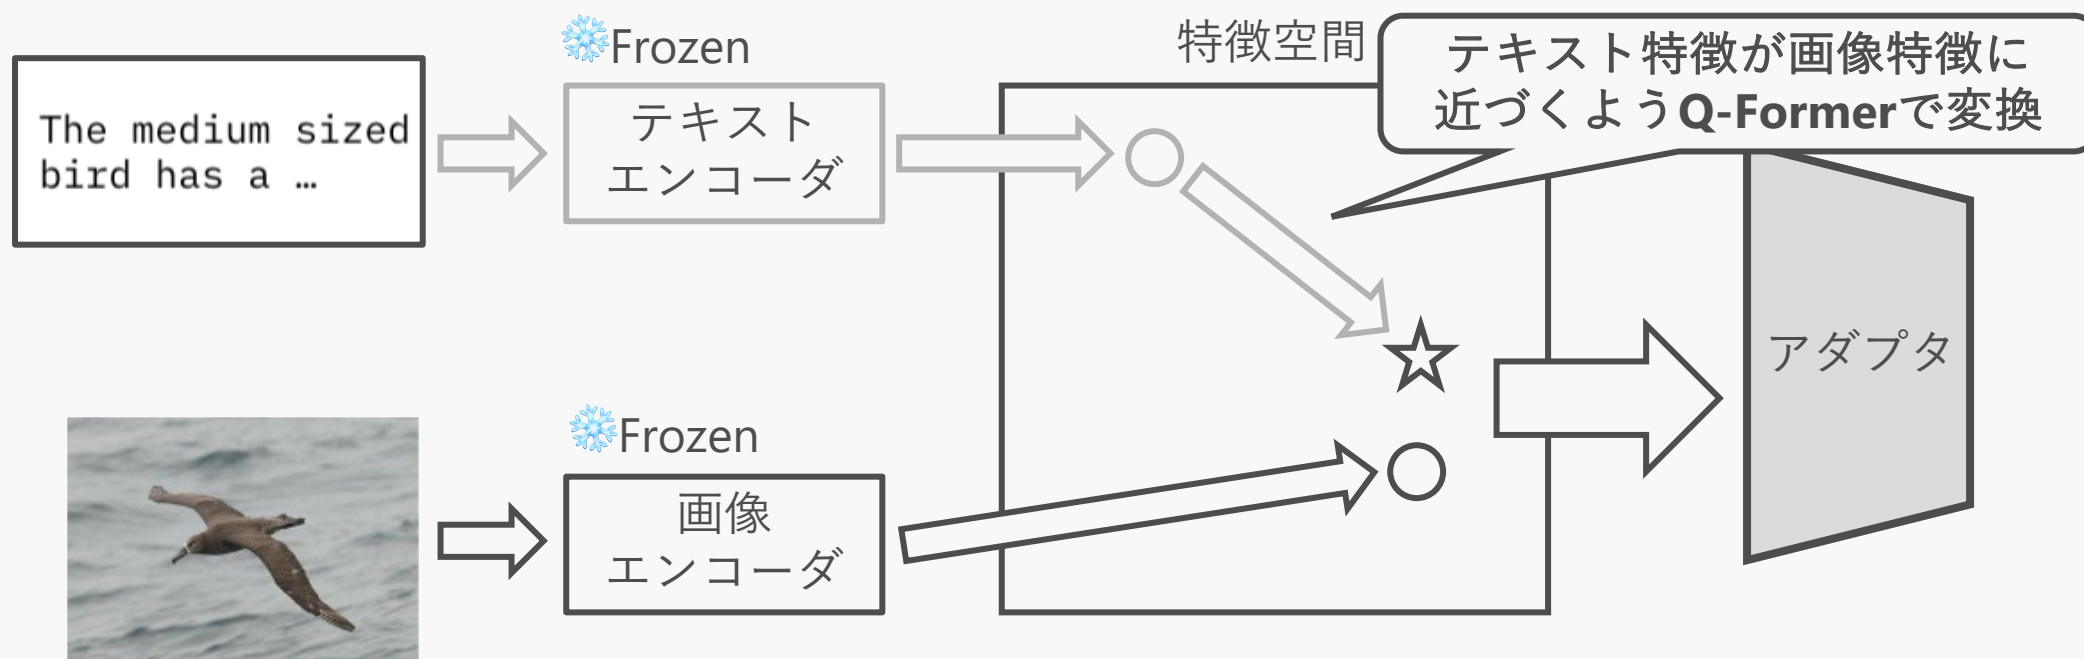 Frozen
特徴空間
テキスト特徴が画像特徴に
近づくようQ-Formerで変換
The medium sized
bird has a …
テキスト
エンコーダ
アダプタ
Frozen
画像
エンコーダ